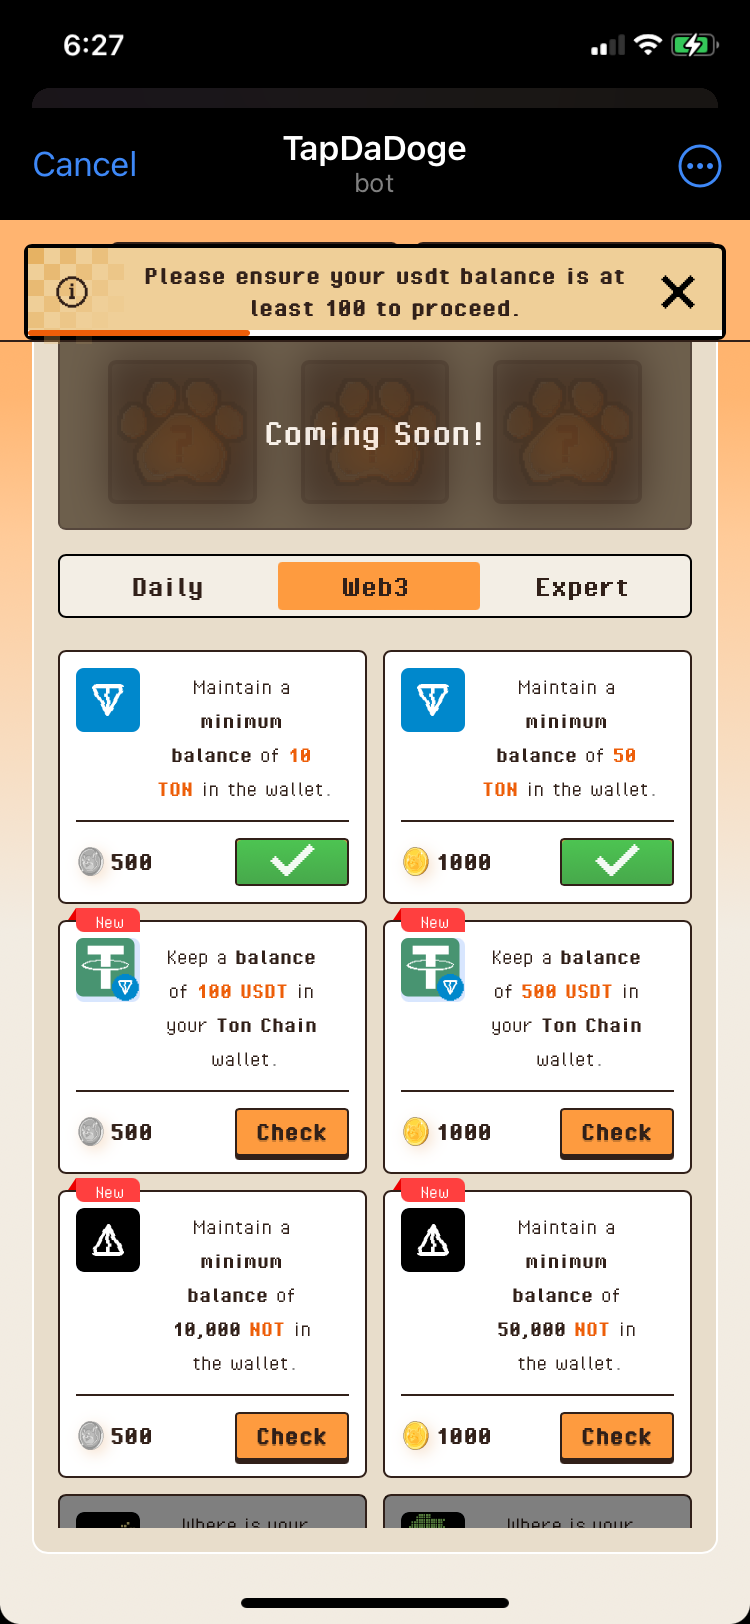 6:27
Cancel
TapDaDoge
bot
Please ensure your usdt balance is at
least 100 to proceed.
Coming Soon!
Daily
Web3
Expert
Maintain a
minimum
balance of 10
TON in the wallet.
500
Maintain a
minimum
balance of 50
TON in the wallet.
1000
New
Keep a balance
of 100 USDT in
your Ton Chain
wallet.
500
Check
New
Keep a balance
of 500 USDT in
your Ton Chain
wallet.
1000
Check
New
Maintain a
minimum
balance of
10,000 NOT in
the wallet.
500
Check
New
Maintain a
minimum
balance of
50,000 NOT in
the wallet.
1000
Check
Where is your
Where is your